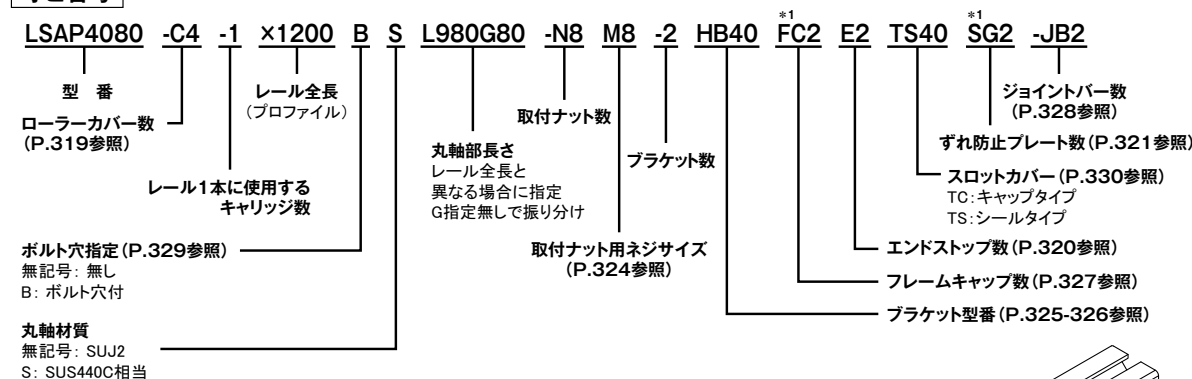 LSAP4080 -C4 -1 ×1200 B S L980G80 -N8 M8 -2 HB40 *1 FC2 E2 TS40 *1 SG2 -JB2
型 番
ローラーカバー数
(P.319参照)
レール1本に使用する
キャリッジ数
レール全長
(プロファイル)
ボルト穴指定(P.329参照)
無記号: 無し
B: ボルト穴付
丸軸材質
無記号: SUJ2
S: SUS440C相当
丸軸部長さ
レール全長と
異なる場合に指定
G指定無しで振り分け
取付ナット数
取付ナット用ネジサイズ
(P.324参照)
ブラケット数
ジョイントバー数
(P.328参照)
ずれ防止プレート数(P.321参照)
スロットカバー(P.330参照)
TC:キャップタイプ
TS:シールタイプ
エンドストップ数(P.320参照)
フレームキャップ数(P.327参照)
ブラケット型番(P.325-326参照)